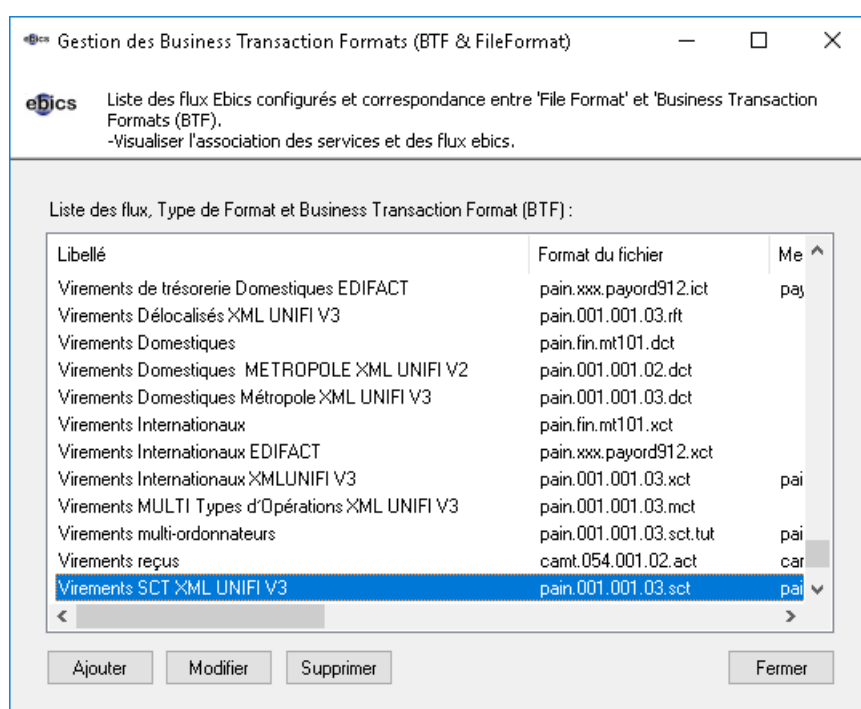 ebics Gestion des Business Transaction Formats (BTF & FileFormat)
ebics
Liste des flux Ebics configurés et correspondance entre 'File Format' et 'Business Transaction
Formats (BTF).
-Visualiser l'association des services et des flux ebics.
Liste des flux, Type de Format et Business Transaction Format (BTF) :
Libellé Format du fichier Me
Virements de trésorerie Domestiques EDIFACT pain.xxx.payord912.ict pay
Virements Délocalisés XML UNIFI V3 pain.001.001.03.rft
Virements Domestiques pain.fin.mt101.dct
Virements Domestiques METROPOLE XML UNIFI V2 pain.001.001.02.dct
Virements Domestiques Métropole XML UNIFI V3 pain.001.001.03.dct
Virements Internationaux pain.fin.mt101.xct
Virements Internationaux EDIFACT pain.xxx.payord912.xct
Virements Internationaux XMLUNIFI V3 pain.001.001.03.xct pai
Virements MULTI Types d'Opérations XML UNIFI V3 pain.001.001.03.mct
Virements multi-ordonnateurs pain.001.001.03.sct.tut pai
Virements reçus camt.054.001.02.act car
Virements SCT XML UNIFI V3 pain.001.001.03.sct pai
Ajouter Modifier Supprimer Fermer